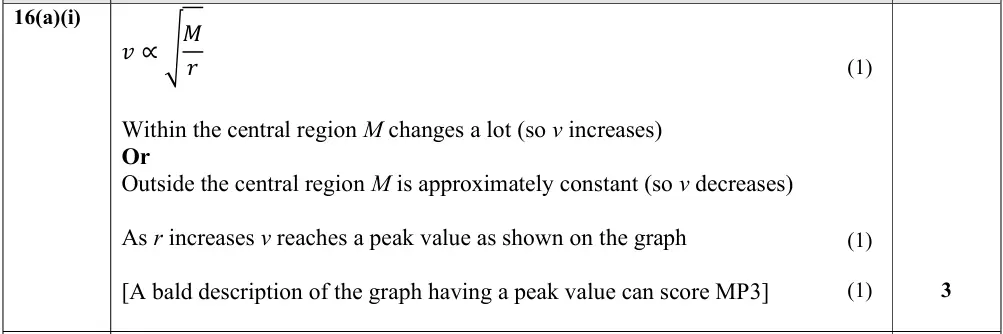 16(a)(i)
v ∝ √(M/r)
(1)
Within the central region M changes a lot (so v increases)
Or
Outside the central region M is approximately constant (so v decreases)
As r increases v reaches a peak value as shown on the graph
(1)
[A bald description of the graph having a peak value can score MP3]
(1)
3